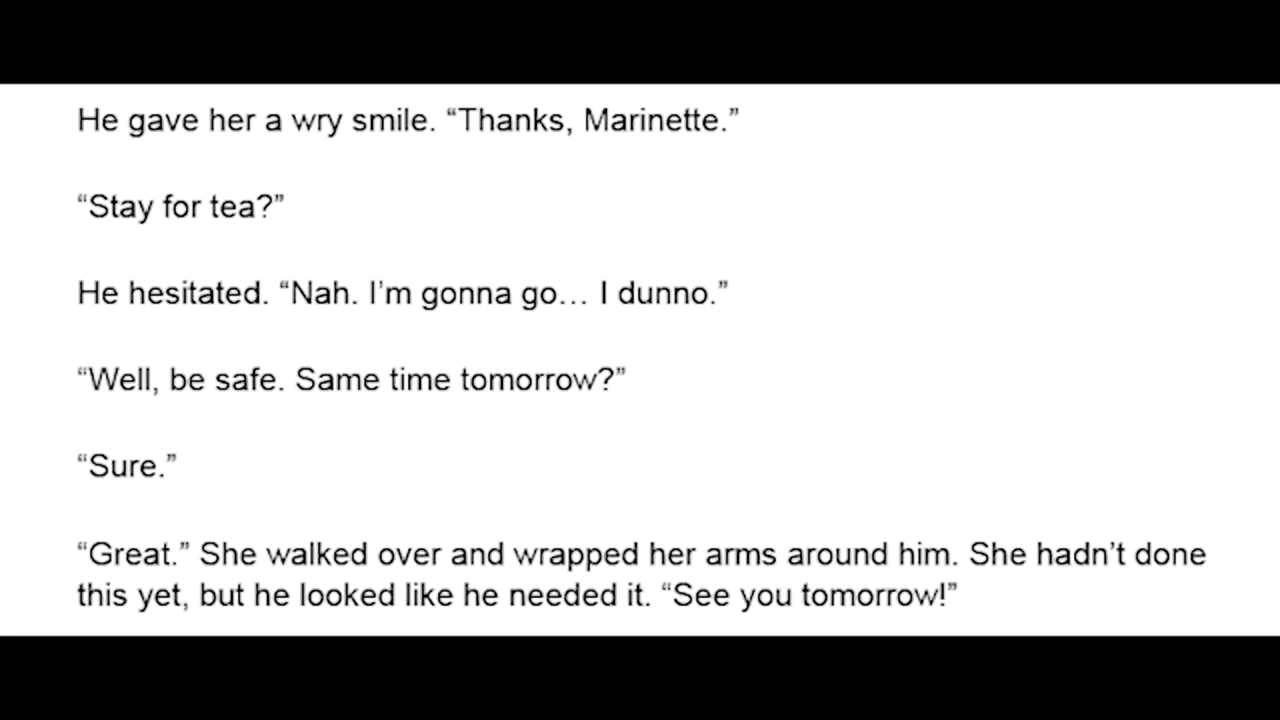 He gave her a wry smile. “Thanks, Marinette.”
“Stay for tea?”
He hesitated. “Nah. I’m gonna go… I dunno.”
“Well, be safe. Same time tomorrow?”
“Sure.”
“Great.” She walked over and wrapped her arms around him. She hadn’t done
this yet, but he looked like he needed it. “See you tomorrow!”